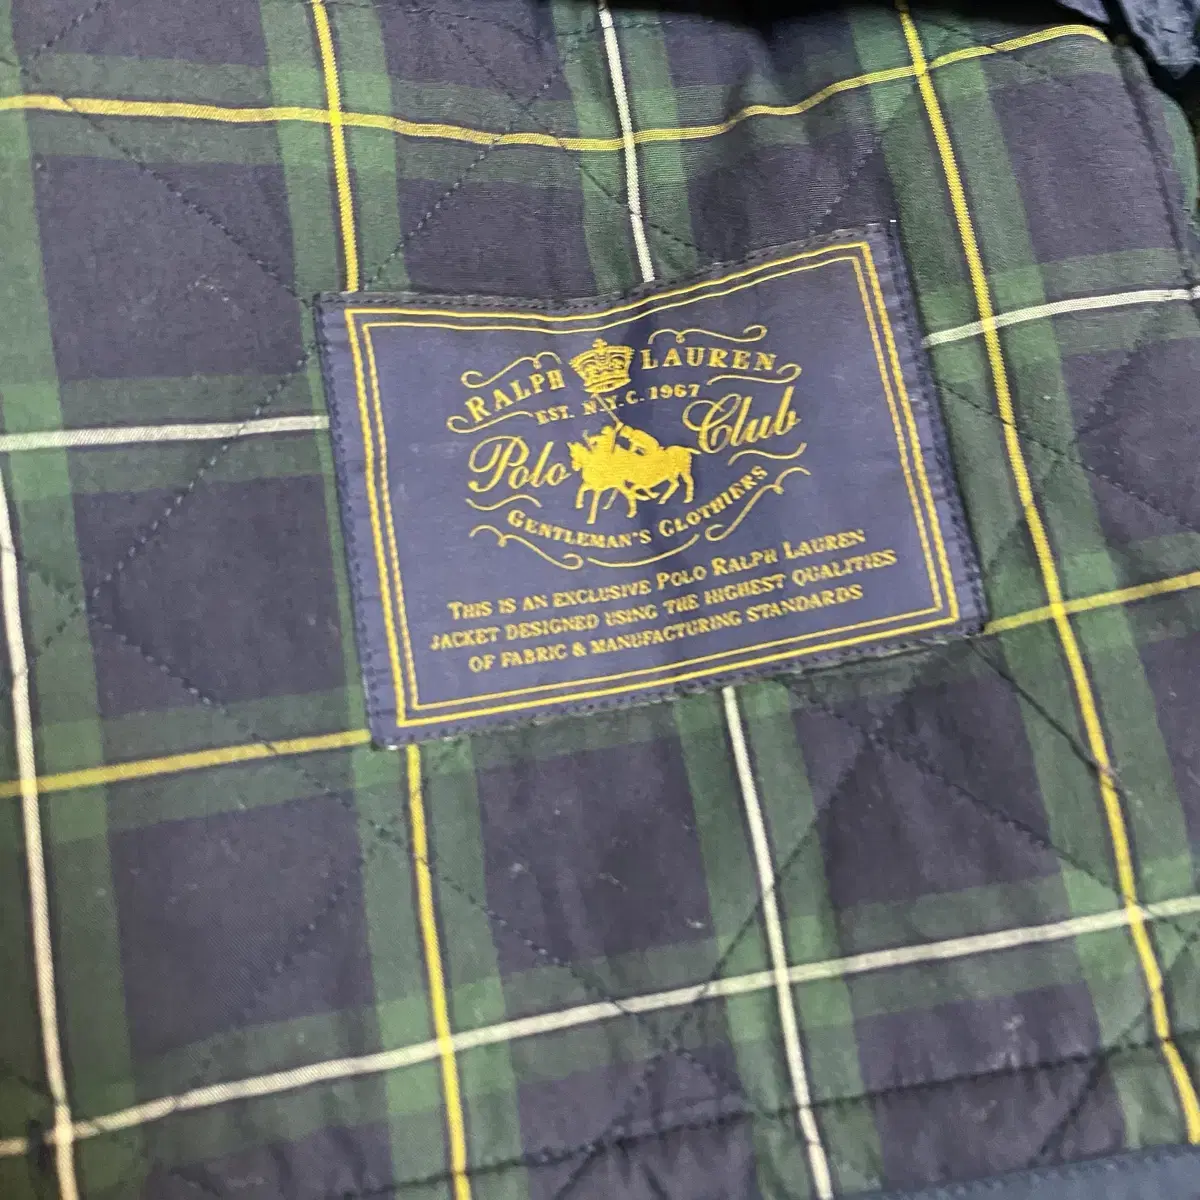 RALPH LAUREN
EST. N.Y.C. 1967
Polo Club
GENTLEMAN'S CLOTHIERS
THIS IS AN EXCLUSIVE POLO RALPH LAUREN
JACKET DESIGNED USING THE HIGHEST QUALITIES
OF FABRIC & MANUFACTURING STANDARDS